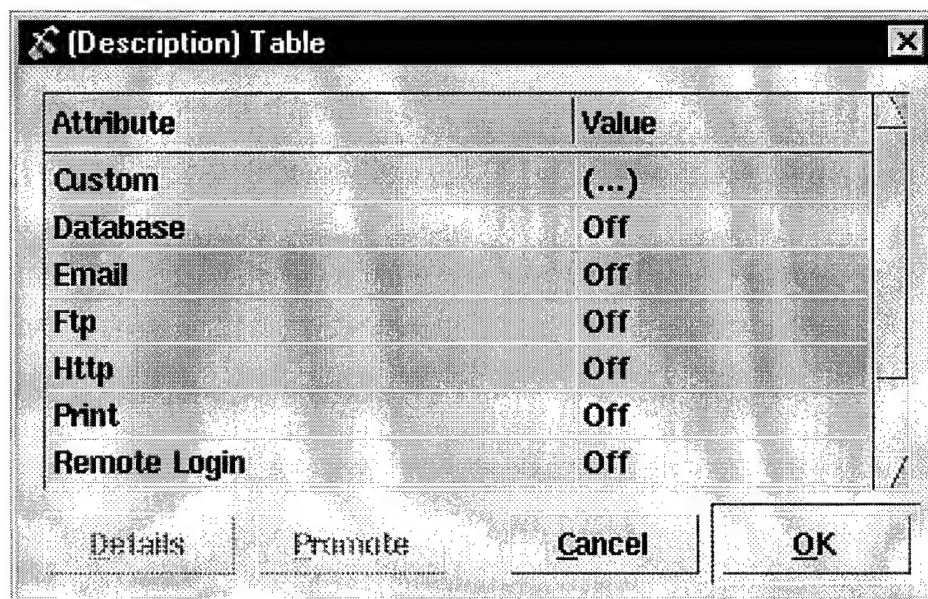 (Description) Table
Attribute Value
Custom (...)
Database Off
Email Off
Ftp Off
Http Off
Print Off
Remote Login Off
Details Promote Cancel OK